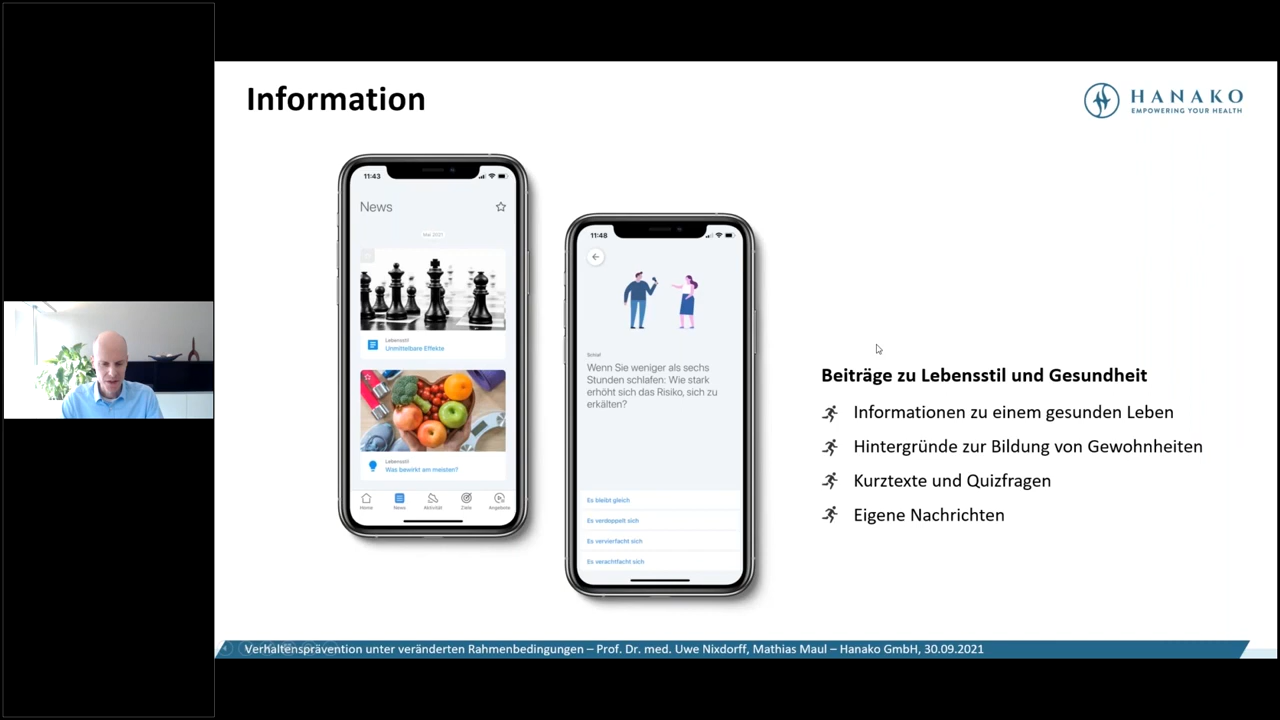 Information
HANAKO
EMPOWERING YOUR HEALTH
11:43
News
Mai 2021
Lebensstil
Unmittelbare Effekte
Lebensstil
Was bewirkt am meisten?
Home
News
Aktivität
Ziele
Angebote
11:48
Schlaf
Wenn Sie weniger als sechs
Stunden schlafen: Wie stark
erhöht sich das Risiko, sich zu
erkälten?
Es bleibt gleich
Es verdoppelt sich
Es vervierfacht sich
Es verachtfacht sich
Beiträge zu Lebensstil und Gesundheit
Informationen zu einem gesunden Leben
Hintergründe zur Bildung von Gewohnheiten
Kurztexte und Quizfragen
Eigene Nachrichten
Verhaltensprävention unter veränderten Rahmenbedingungen – Prof. Dr. med. Uwe Nixdorff, Mathias Maul – Hanako GmbH, 30.09.2021